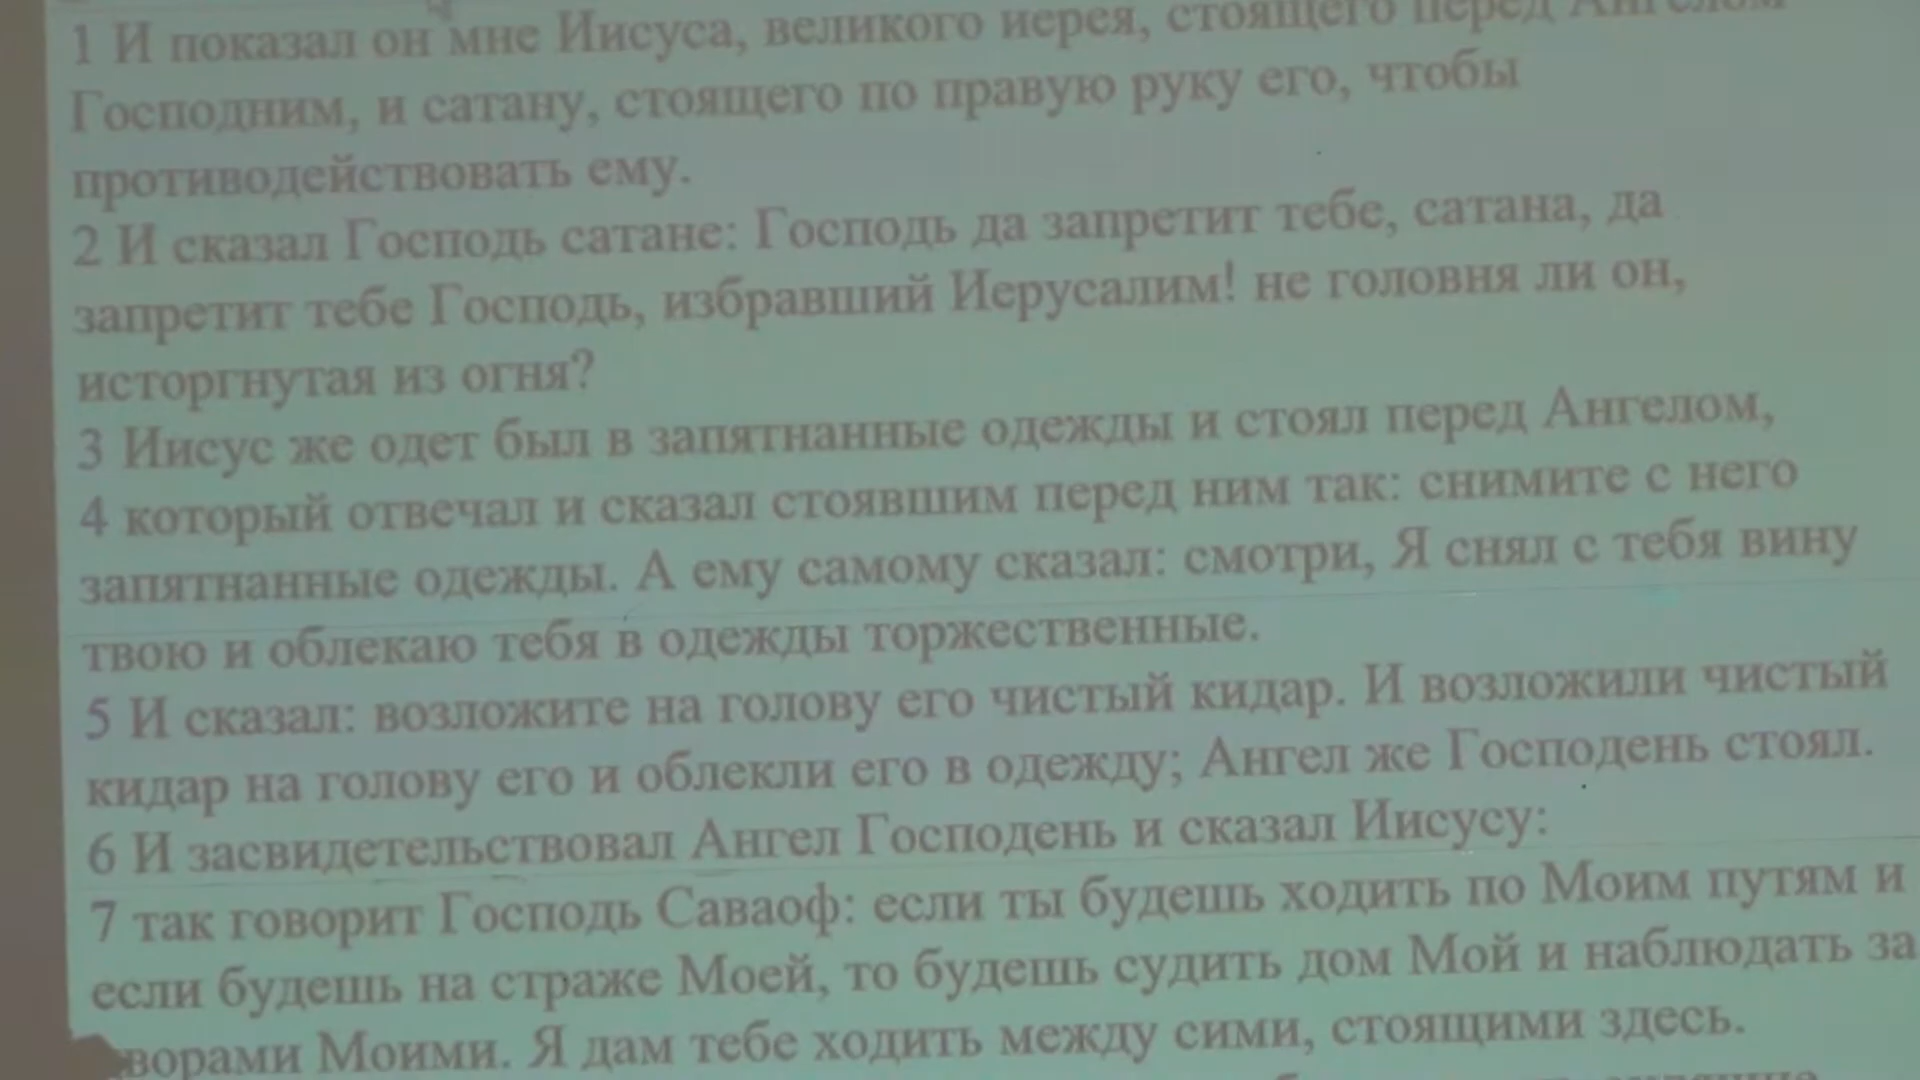 1 И показал он мне Иисуса, великого иерея, стоящего перед Ангелом
Господним, и сатану, стоящего по правую руку его, чтобы
противодействовать ему.
2 И сказал Господь сатане: Господь да запретит тебе, сатана, да
запретит тебе Господь, избравший Иерусалим! не головня ли он,
исторгнутая из огня?
3 Иисус же одет был в запятнанные одежды и стоял перед Ангелом,
4 который отвечал и сказал стоявшим перед ним так: снимите с него
запятнанные одежды. А ему самому сказал: смотри, Я снял с тебя вину
твою и облекаю тебя в одежды торжественные.
5 И сказал: возложите на голову его чистый кидар. И возложили чистый
кидар на голову его и облекли его в одежду; Ангел же Господень стоял.
6 И засвидетельствовал Ангел Господень и сказал Иисусу:
7 так говорит Господь Саваоф: если ты будешь ходить по Моим путям и
если будешь на страже Моей, то будешь судить дом Мой и наблюдать за
ворами Моими. Я дам тебе ходить между сими, стоящими здесь.